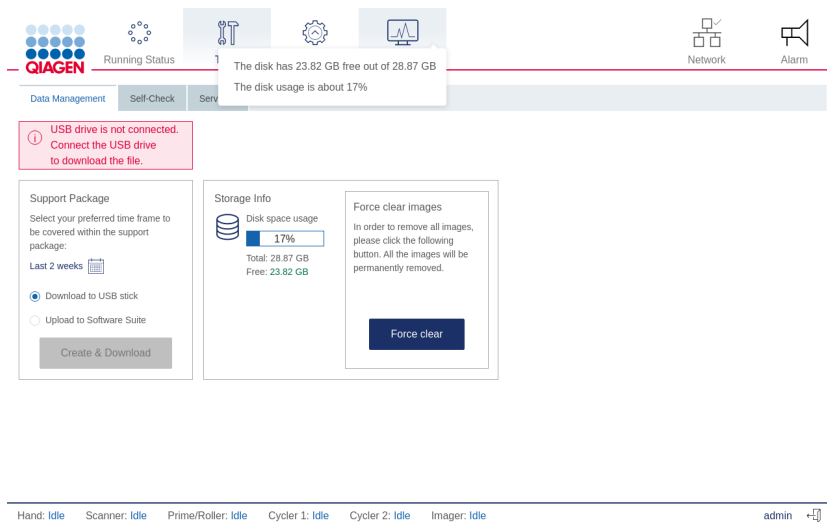 QIAGEN
Running Status
T
Network
Alarm
The disk has 23.82 GB free out of 28.87 GB
The disk usage is about 17%
Data Management
Self-Check
Serv
USB drive is not connected.
Connect the USB drive
to download the file.
Support Package
Select your preferred time frame to
be covered within the support
package:
Last 2 weeks
Download to USB stick
Upload to Software Suite
Create & Download
Storage Info
Disk space usage
17%
Total: 28.87 GB
Free: 23.82 GB
Force clear images
In order to remove all images,
please click the following
button. All the images will be
permanently removed.
Force clear
Hand: Idle Scanner: Idle Prime/Roller: Idle Cycler 1: Idle Cycler 2: Idle Imager: Idle admin